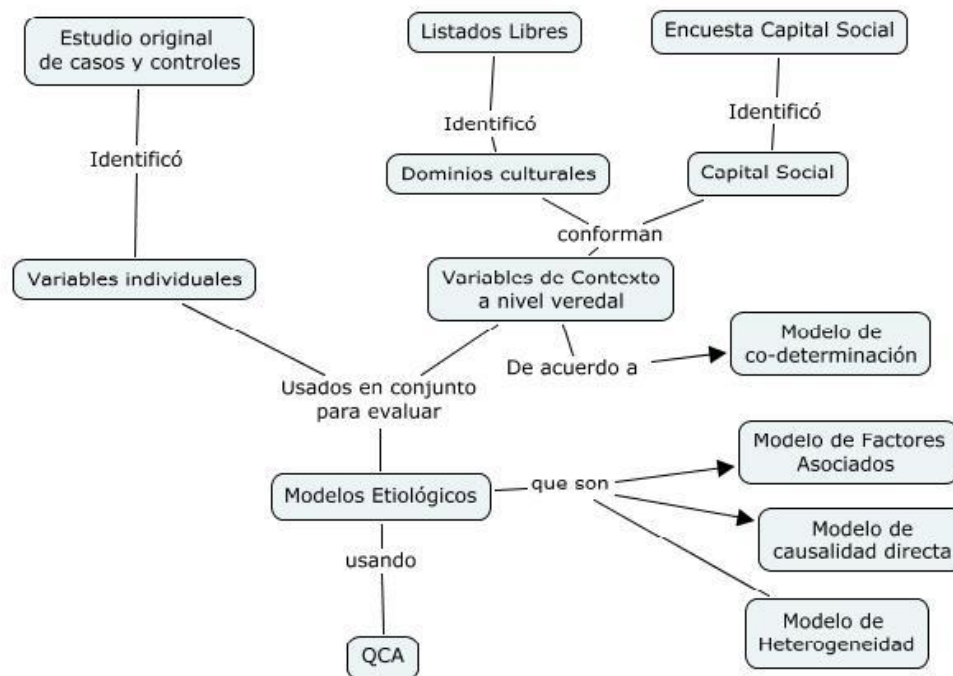 Estudio original
de casos y controles
Listados Libres
Encuesta Capital Social
Identificó
Identificó
Identificó
Dominios culturales
Capital Social
conforman
Variables individuales
Variables de Contexto
a nivel veredal
Modelo de
co-determinación
De acuerdo a
Usados en conjunto
para evaluar
Modelo de Factores
Asociados
Modelos Etiológicos
que son
Modelo de
causalidad directa
usando
Modelo de
Heterogeneidad
QCA